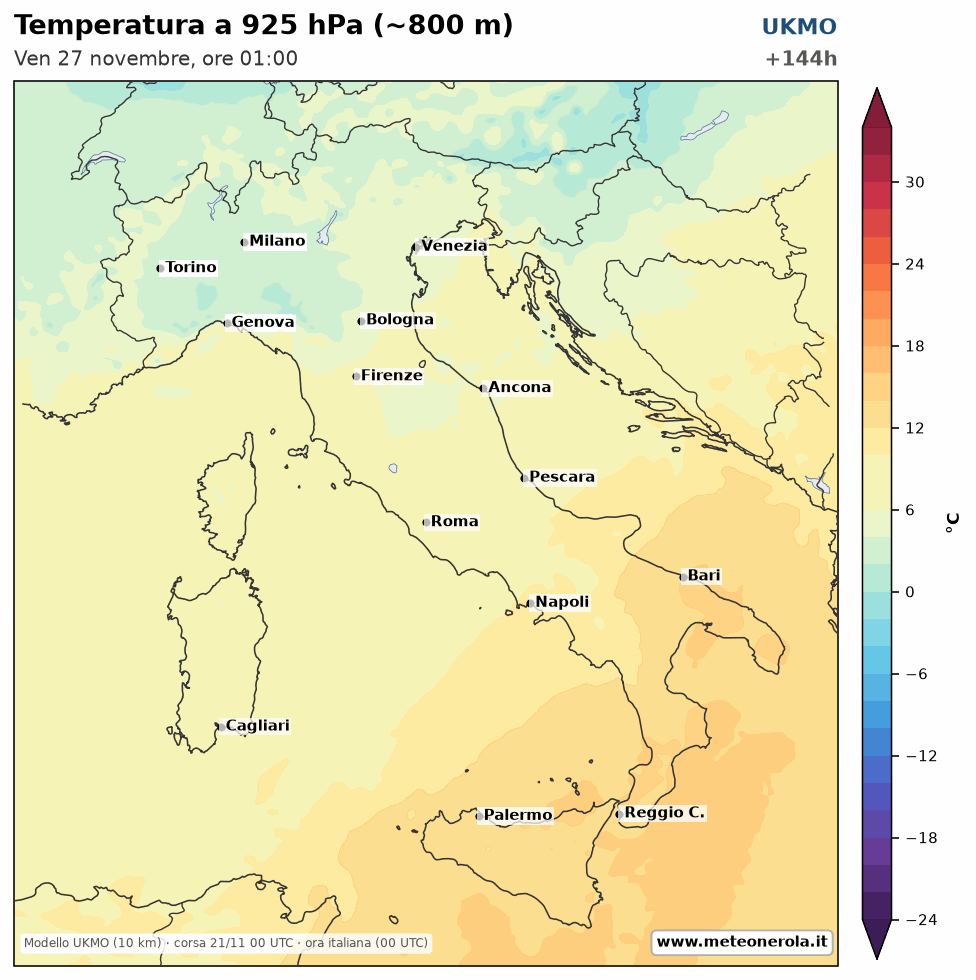 Temperatura a 925 hPa (~800 m)
UKMO
Ven 27 novembre, ore 01:00
+144h
Milano
Venezia
Torino
Genova
Bologna
Firenze
Ancona
Pescara
Roma
Bari
Napoli
Cagliari
Palermo
Reggio C.
30
24
18
12
6
0
−6
−12
−18
−24
°C
Modello UKMO (10 km) · corsa 21/11 00 UTC · ora italiana (00 UTC)
www.meteonerola.it